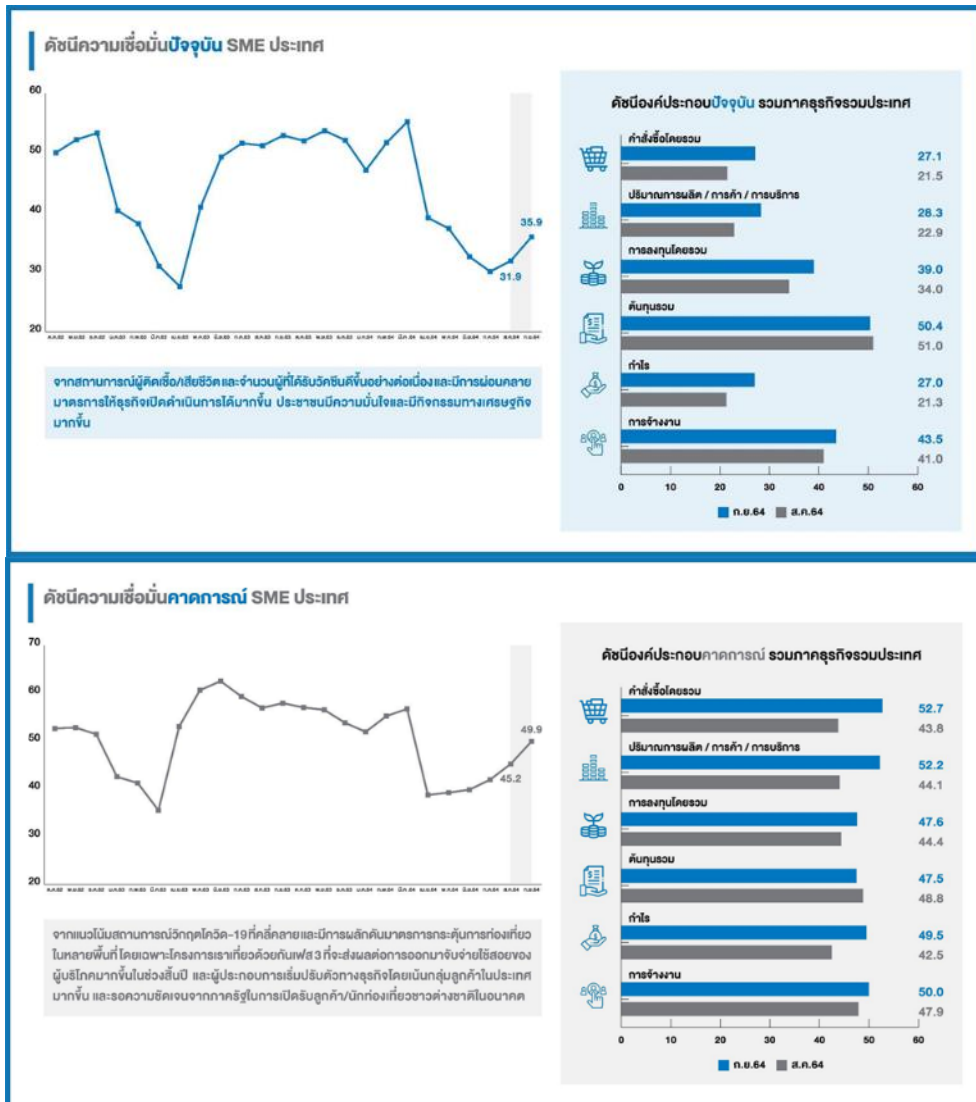 ดัชนีความเชื่อมั่นปัจจุบัน SME ประเทศ
60
50
40
30
20
35.9
31.9
จากสถานการณ์ผู้ติดเชื้อ/เสียชีวิตและจำนวนผู้ที่ได้รับวัคซีนดีขึ้นอย่างต่อเนื่องและมีการผ่อนคลาย
มาตรการให้ธุรกิจเปิดดำเนินการได้มากขึ้น ประชาชนมีความมั่นใจและมีกิจกรรมทางเศรษฐกิจ
มากขึ้น
ดัชนีองค์ประกอบปัจจุบัน รวมภาคธุรกิจรวมประเทศ
คำสั่งซื้อโดยรวม
27.1
21.5
ปริมาณการผลิต / การค้า / การบริการ
28.3
22.9
การลงทุนโดยรวม
39.0
34.0
ต้นทุนรวม
50.4
51.0
กำไร
27.0
21.3
การจ้างงาน
43.5
41.0
0 10 20 30 40 50 60
ก.ย.64 ส.ค.64
ดัชนีความเชื่อมั่นคาดการณ์ SME ประเทศ
70
60
50
40
30
20
49.9
45.2
จากแนวโน้มสถานการณ์วิกฤตโควิด-19 ที่คลี่คลายและมีการผลักดันมาตรการกระตุ้นการท่องเที่ยว
ในหลายพื้นที่ โดยเฉพาะโครงการเราเที่ยวด้วยกันเฟส 3 ที่จะส่งผลต่อการออกมาจับจ่ายใช้สอยของ
ผู้บริโภคมากขึ้นในช่วงสิ้นปี และผู้ประกอบการเริ่มปรับตัวทางธุรกิจโดยเน้นกลุ่มลูกค้าในประเทศ
มากขึ้น และรอความชัดเจนจากภาครัฐในการเปิดรับลูกค้า/นักท่องเที่ยวชาวต่างชาติในอนาคต
ดัชนีองค์ประกอบคาดการณ์ รวมภาคธุรกิจรวมประเทศ
คำสั่งซื้อโดยรวม
52.7
43.8
ปริมาณการผลิต / การค้า / การบริการ
52.2
44.1
การลงทุนโดยรวม
47.6
44.4
ต้นทุนรวม
47.5
48.8
กำไร
49.5
42.5
การจ้างงาน
50.0
47.9
0 10 20 30 40 50 60
ก.ย.64 ส.ค.64